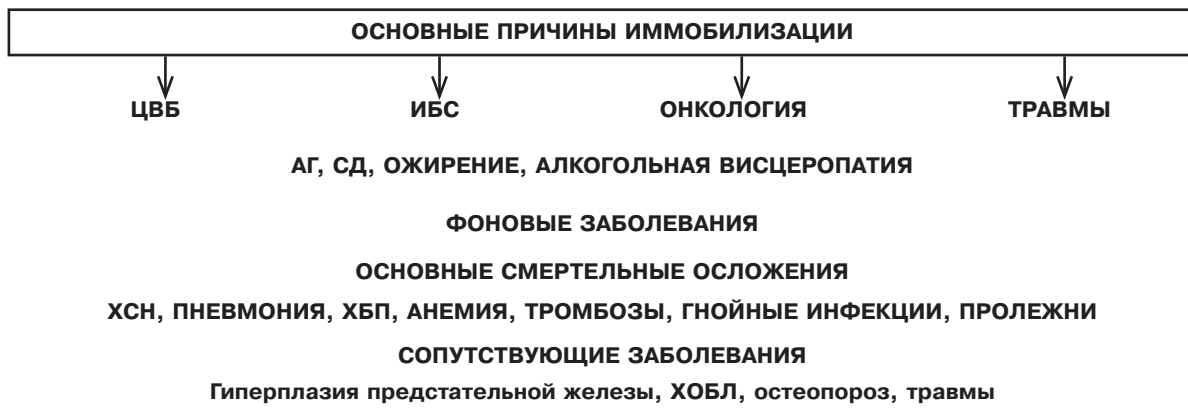 ОСНОВНЫЕ ПРИЧИНЫ ИММОБИЛИЗАЦИИ
ЦВБ ИБС ОНКОЛОГИЯ ТРАВМЫ
АГ, СД, ОЖИРЕНИЕ, АЛКОГОЛЬНАЯ ВИСЦЕРОПАТИЯ
ФОНОВЫЕ ЗАБОЛЕВАНИЯ
ОСНОВНЫЕ СМЕРТЕЛЬНЫЕ ОСЛОЖЕНИЯ
ХСН, ПНЕВМОНИЯ, ХБП, АНЕМИЯ, ТРОМБОЗЫ, ГНОЙНЫЕ ИНФЕКЦИИ, ПРОЛЕЖНИ
СОПУТСТВУЮЩИЕ ЗАБОЛЕВАНИЯ
Гиперплазия предстательной железы, ХОБЛ, остеопороз, травмы